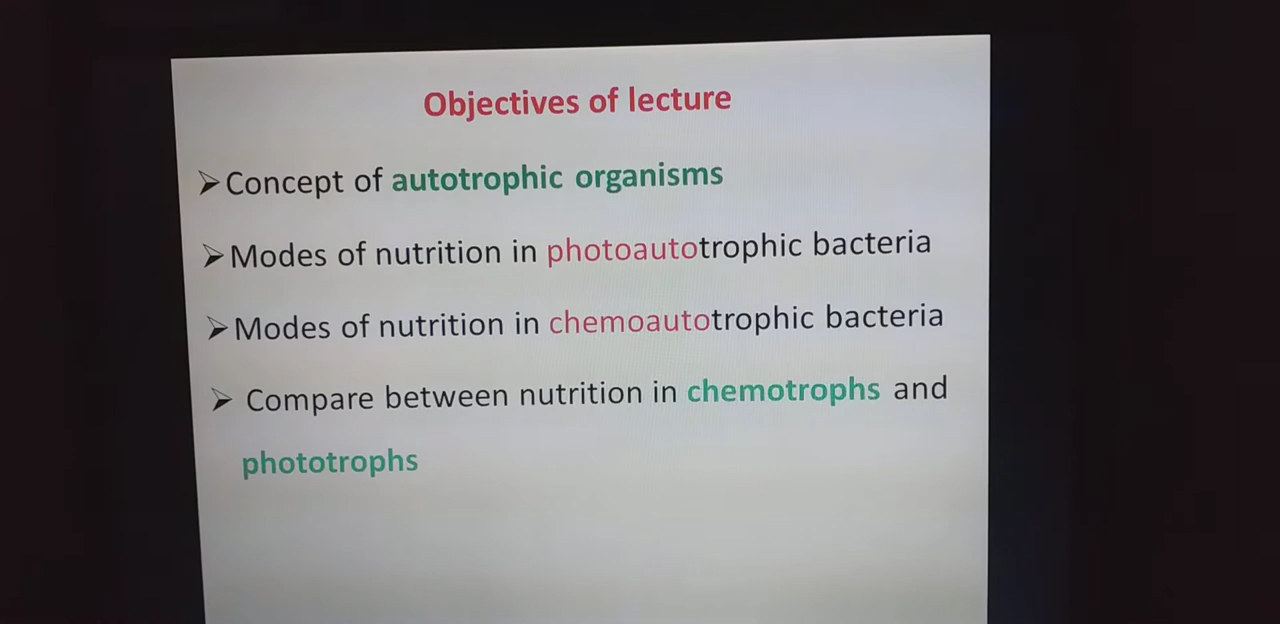 Objectives of lecture
➢Concept of autotrophic organisms
➢Modes of nutrition in photoautotrophic bacteria
➢Modes of nutrition in chemoautotrophic bacteria
➢ Compare between nutrition in chemotrophs and
phototrophs